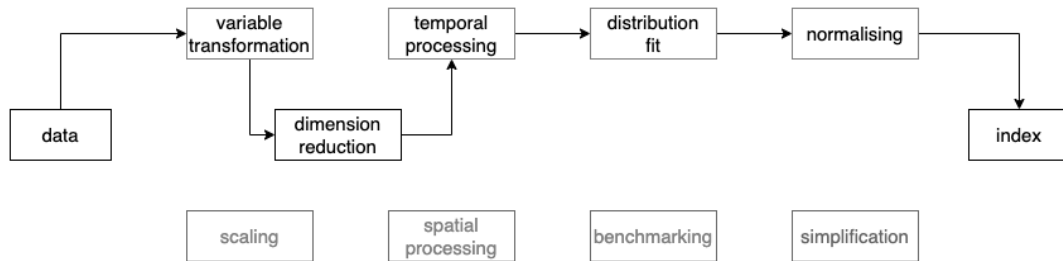 variable
transformation
temporal
processing
distribution
fit
normalising
data
dimension
reduction
index
scaling
spatial
processing
benchmarking
simplification